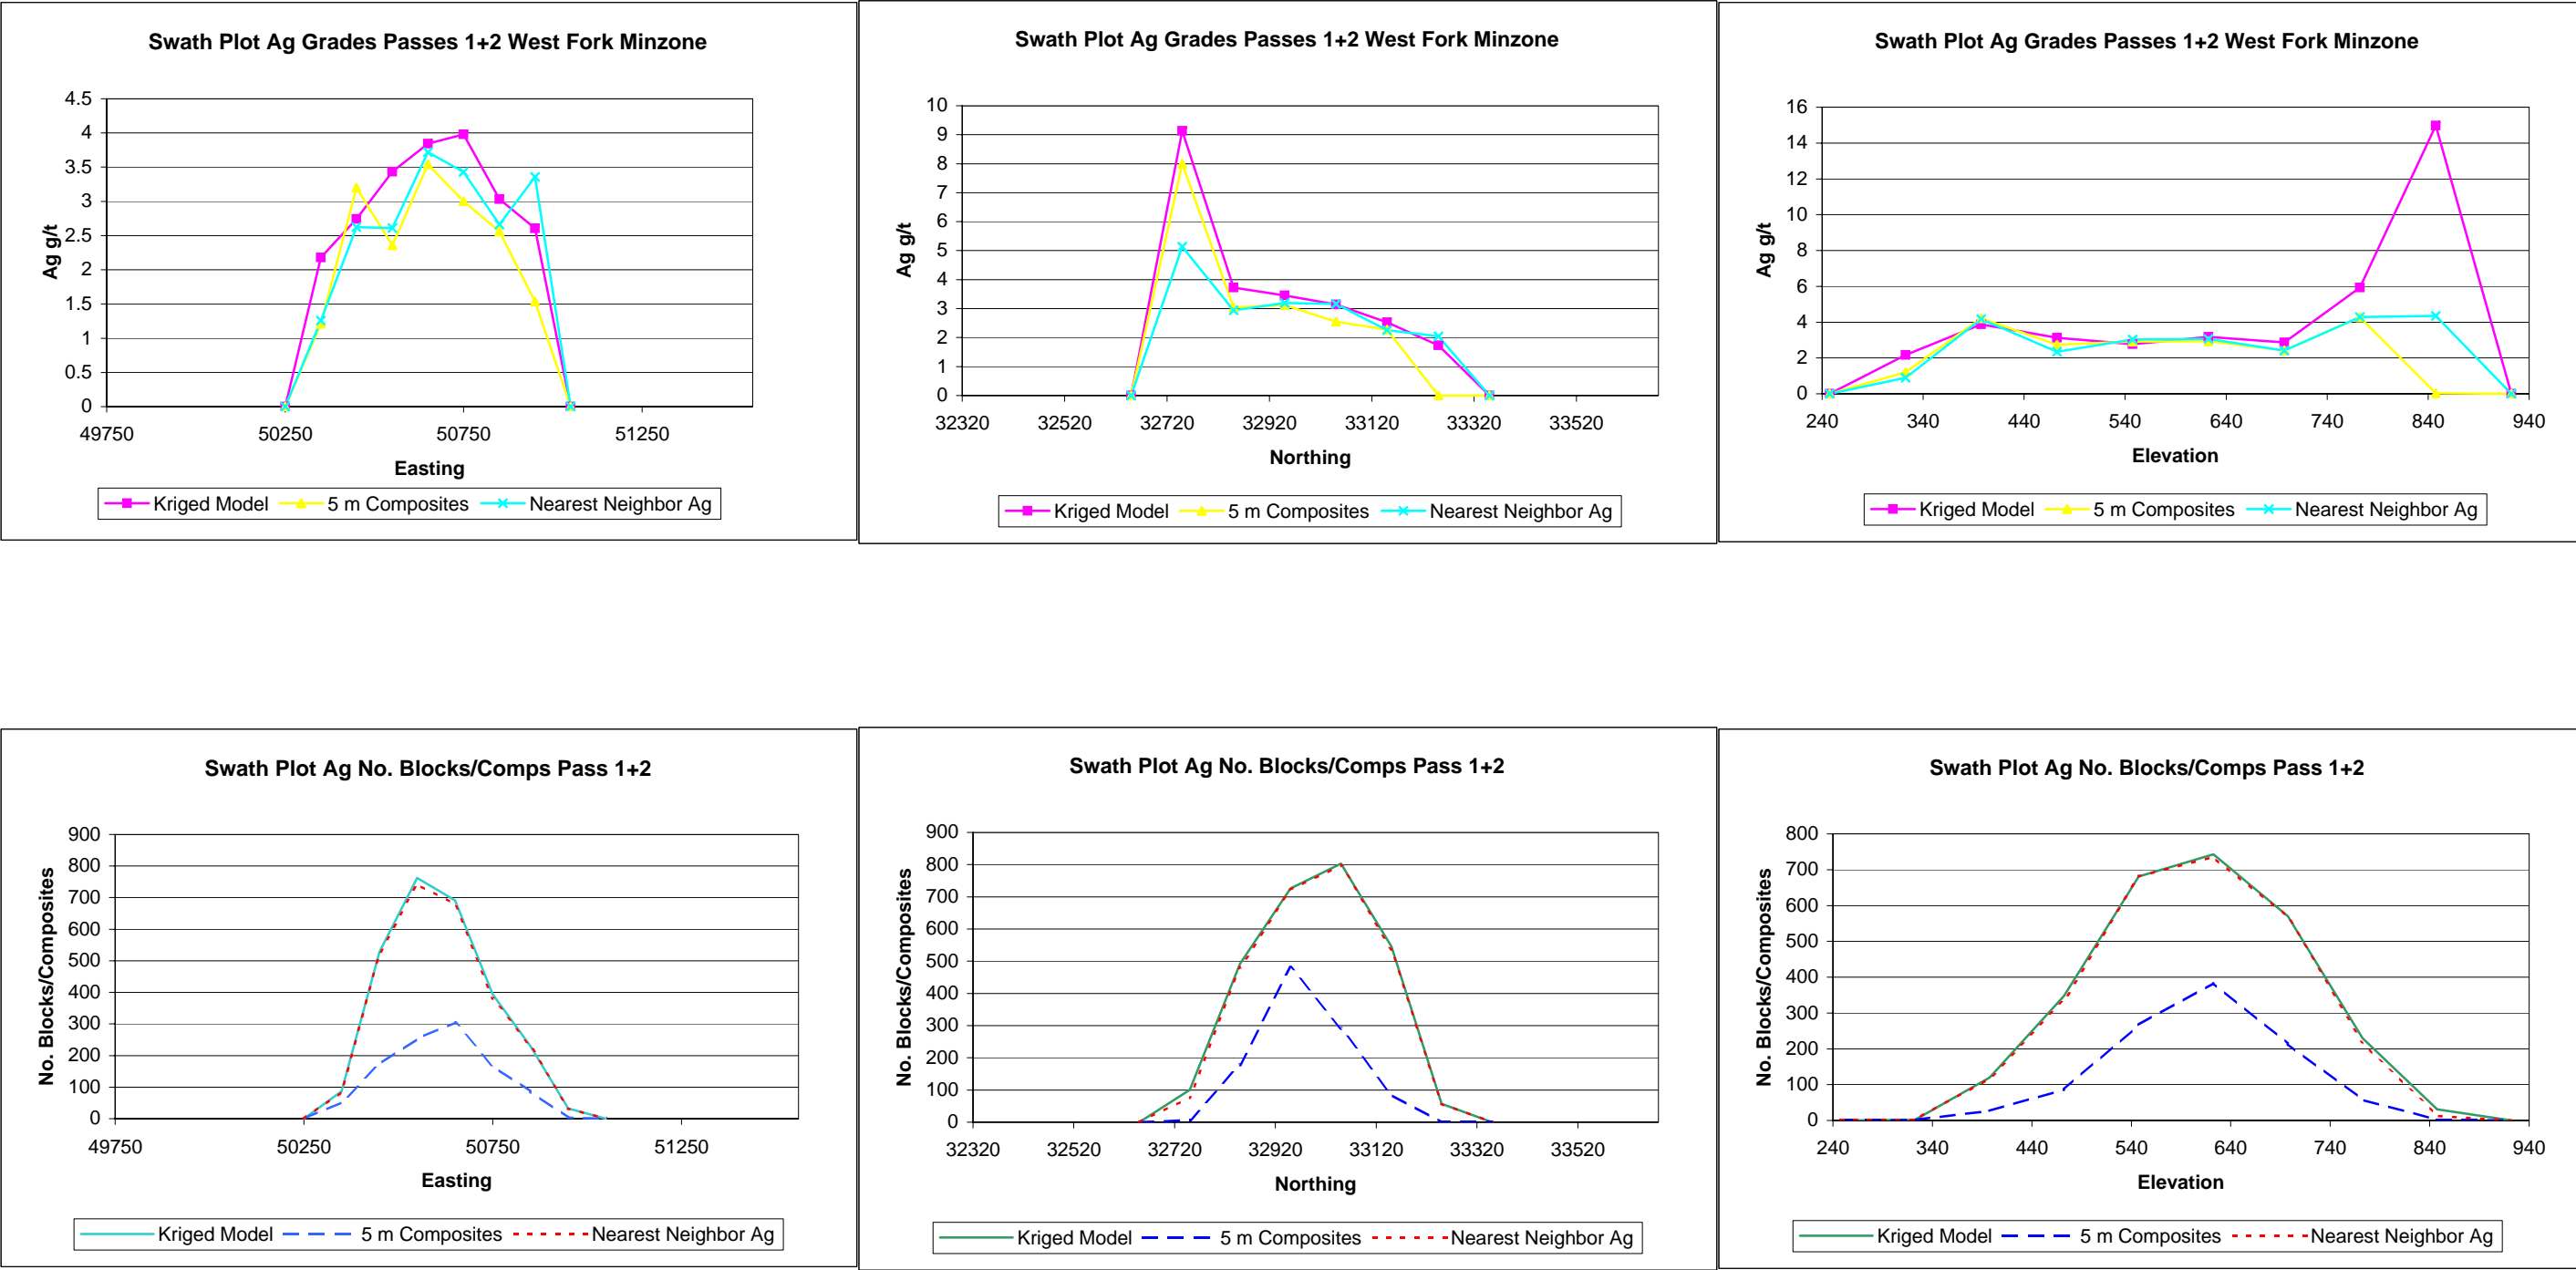 Swath Plot Ag Grades Passes 1+2 West Fork Minzone
4.5
4
3.5
3
2.5
2
1.5
1
0.5
0
Ag g/t
49750 50250 50750 51250
Easting
Kriged Model 5 m Composites Nearest Neighbor Ag
Swath Plot Ag Grades Passes 1+2 West Fork Minzone
10
9
8
7
6
5
4
3
2
1
0
Ag g/t
32320 32520 32720 32920 33120 33320 33520
Northing
Kriged Model 5 m Composites Nearest Neighbor Ag
Swath Plot Ag Grades Passes 1+2 West Fork Minzone
16
14
12
10
8
6
4
2
0
Ag g/t
240 340 440 540 640 740 840 940
Elevation
Kriged Model 5 m Composites Nearest Neighbor Ag
Swath Plot Ag No. Blocks/Comps Pass 1+2
900
800
700
600
500
400
300
200
100
0
No. Blocks/Composites
49750 50250 50750 51250
Easting
Kriged Model 5 m Composites Nearest Neighbor Ag
Swath Plot Ag No. Blocks/Comps Pass 1+2
900
800
700
600
500
400
300
200
100
0
No. Blocks/Composites
32320 32520 32720 32920 33120 33320 33520
Northing
Kriged Model 5 m Composites Nearest Neighbor Ag
Swath Plot Ag No. Blocks/Comps Pass 1+2
800
700
600
500
400
300
200
100
0
No. Blocks/Composites
240 340 440 540 640 740 840 940
Elevation
Kriged Model 5 m Composites Nearest Neighbor Ag